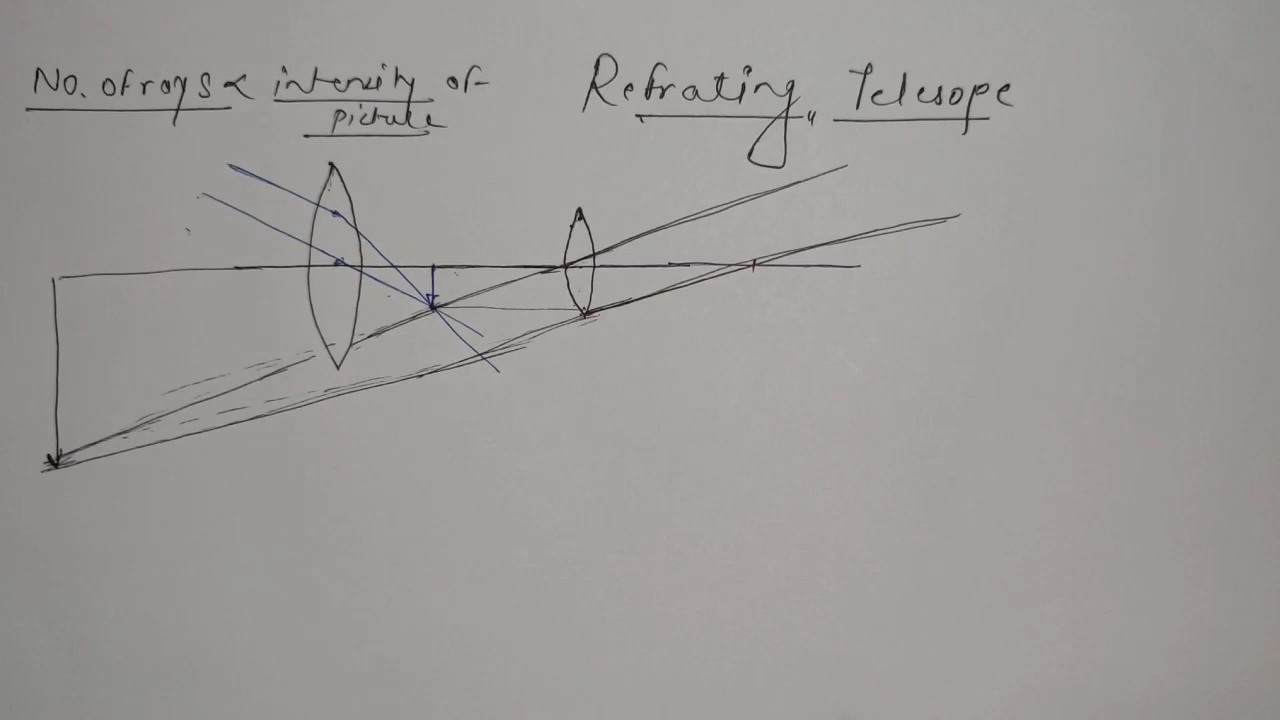 No. of rays ∝ intensity of
picture
Refrating Telesope